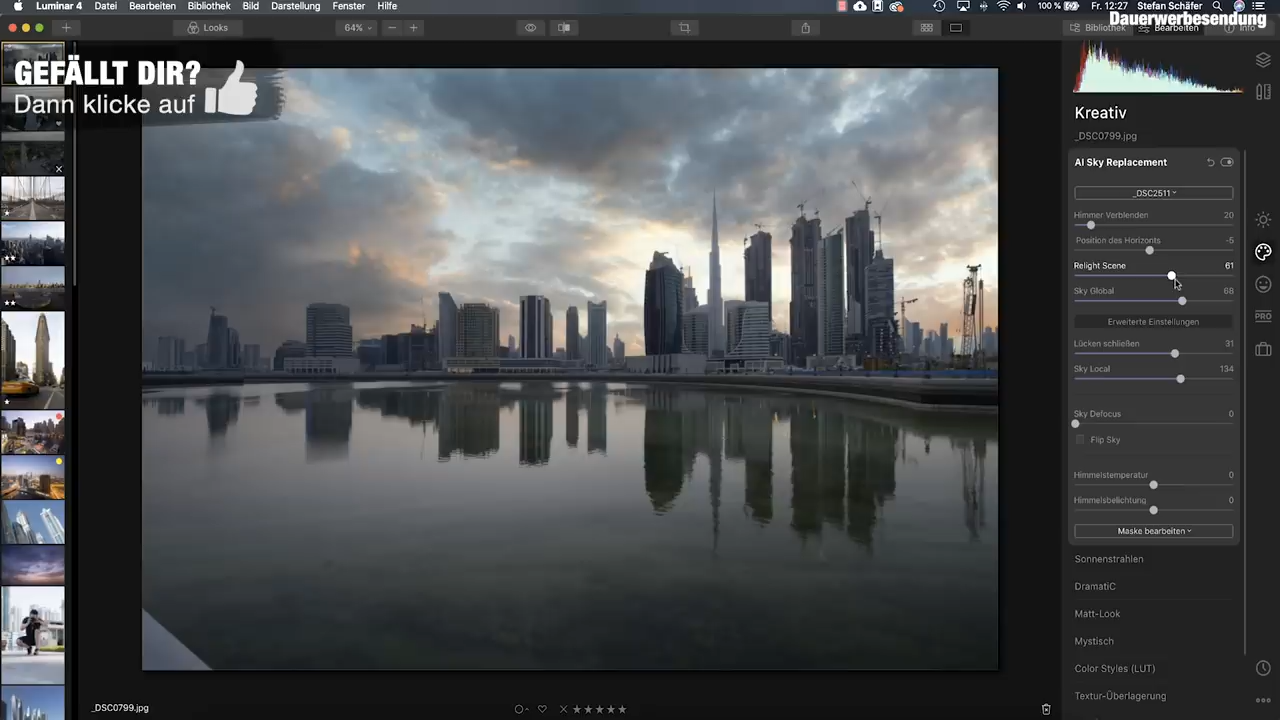 Luminar 4 Datei Bearbeiten Bibliothek Bild Darstellung Fenster Hilfe 100 % Fr. 12:27 Stefan Schäfer
Dauerwerbesendung
Looks 64% Bibliothek Bearbeiten Info
GEFÄLLT DIR?
Dann klicke auf
Kreativ
_DSC0799.jpg
AI Sky Replacement
_DSC2511
Himmer Verblenden 20
Position des Horizonts -5
Relight Scene 61
Sky Global 68
Erweiterte Einstellungen
Lücken schließen 31
Sky Local 134
Sky Defocus 0
Flip Sky
Himmelstemperatur 0
Himmelsbelichtung 0
Maske bearbeiten
Sonnenstrahlen
DramatiC
Matt-Look
Mystisch
Color Styles (LUT)
Textur-Überlagerung
PRO
_DSC0799.jpg